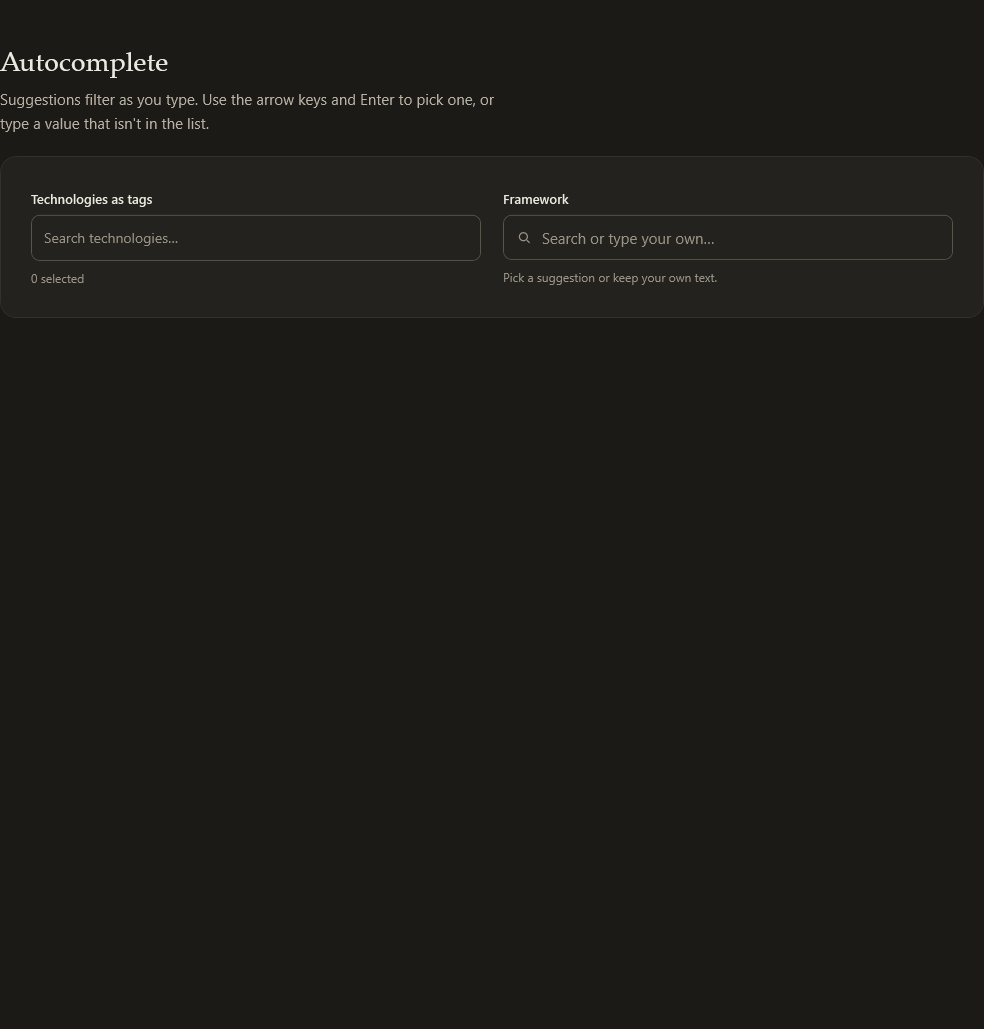 Autocomplete
Suggestions filter as you type. Use the arrow keys and Enter to pick one, or
type a value that isn't in the list.
Technologies as tags
Search technologies...
0 selected
Framework
Search or type your own...
Pick a suggestion or keep your own text.